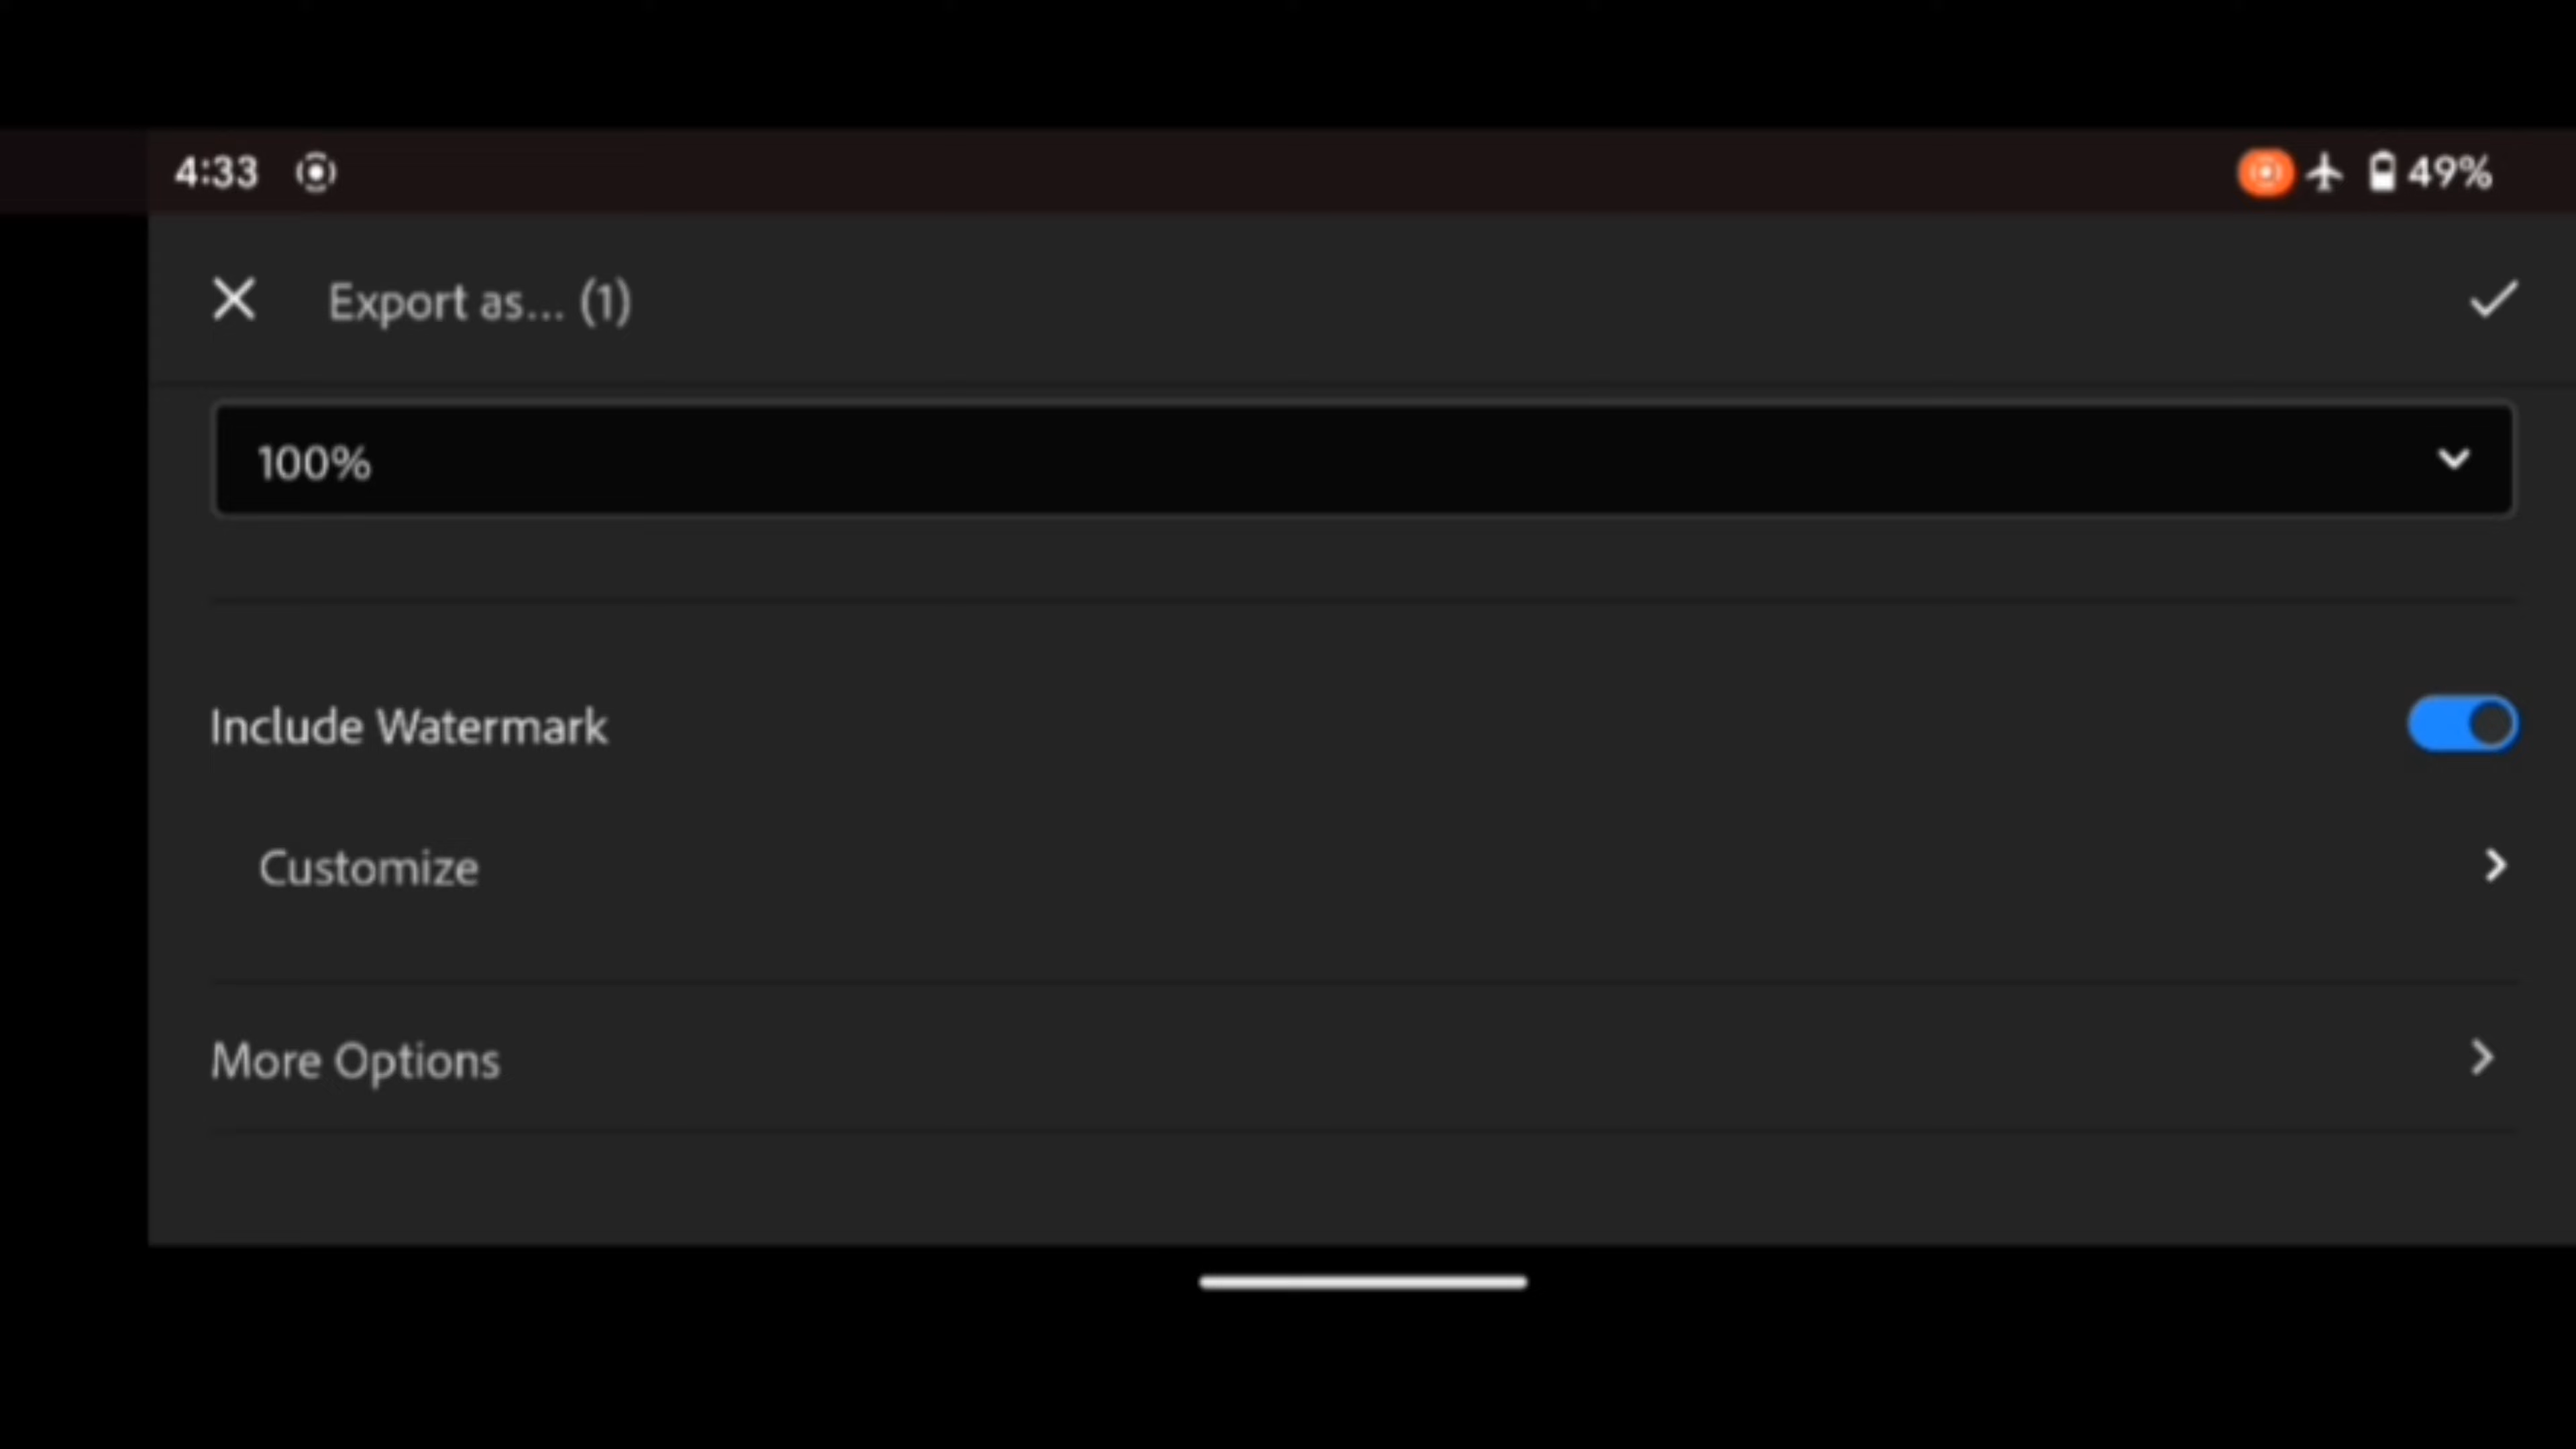 4:33 49%
Export as... (1)
100%
Include Watermark
Customize
More Options